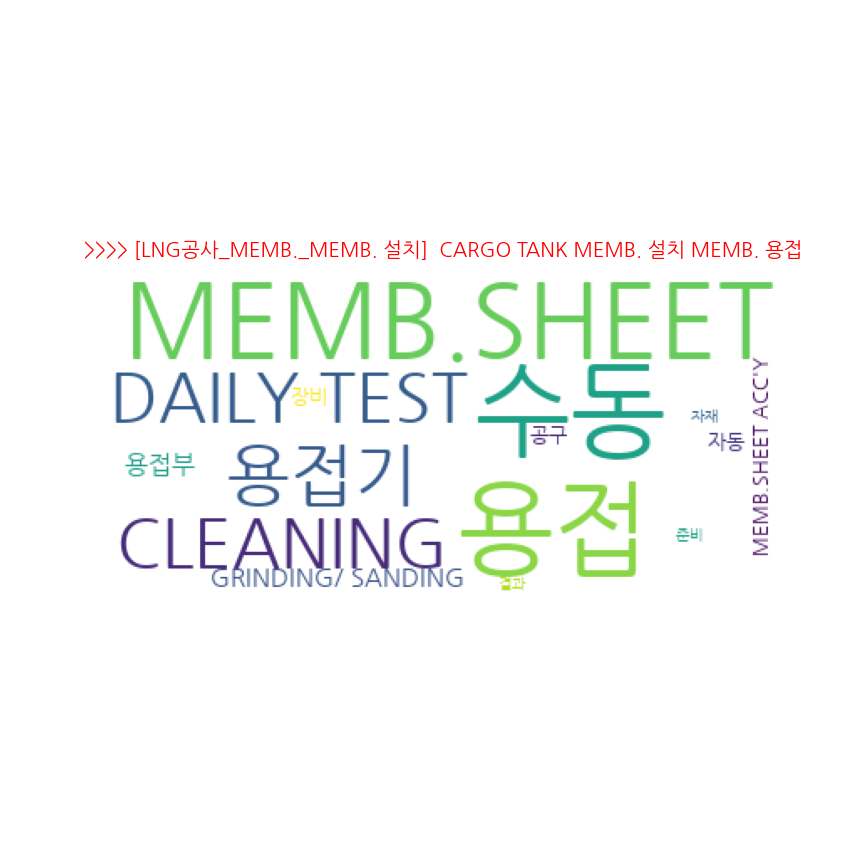 >>>> [LNG공사_MEMB._MEMB. 설치]  CARGO TANK MEMB. 설치 MEMB. 용접
MEMB.SHEET
DAILY TEST
장비
수동
공구
자재
자동
MEMB.SHEET ACC'Y
용접부
용접기
용접
준비
CLEANING
GRINDING/ SANDING
결과